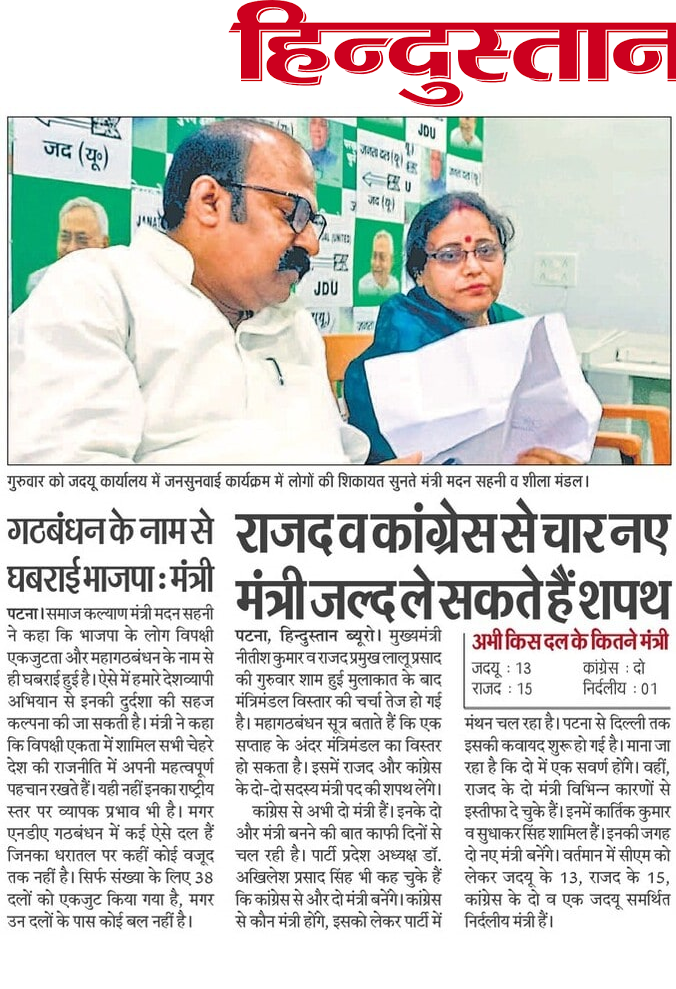 हिन्दुस्तान
जद (यू)
JDU
जद (यू)
JDU
गुरुवार को जदयू कार्यालय में जनसुनवाई कार्यक्रम में लोगों की शिकायत सुनते मंत्री मदन सहनी व शीला मंडल।
गठबंधन के नाम से
घबराई भाजपा : मंत्री
पटना। समाज कल्याण मंत्री मदन सहनी
ने कहा कि भाजपा के लोग विपक्षी
एकजुटता और महागठबंधन के नाम से
ही घबराई हुई है। ऐसे में हमारे देशव्यापी
अभियान से इनकी दुर्दशा की सहज
कल्पना की जा सकती है। मंत्री ने कहा
कि विपक्षी एकता में शामिल सभी चेहरे
देश की राजनीति में अपनी महत्वपूर्ण
पहचान रखते हैं। यही नहीं इनका राष्ट्रीय
स्तर पर व्यापक प्रभाव भी है। मगर
एनडीए गठबंधन में कई ऐसे दल हैं
जिनका धरातल पर कहीं कोई वजूद
तक नहीं है। सिर्फ संख्या के लिए 38
दलों को एकजुट किया गया है, मगर
उन दलों के पास कोई बल नहीं है।
राजद व कांग्रेस से चार नए
मंत्री जल्द ले सकते हैं शपथ
पटना, हिन्दुस्तान ब्यूरो। मुख्यमंत्री
नीतीश कुमार व राजद प्रमुख लालू प्रसाद
की गुरुवार शाम हुई मुलाकात के बाद
मंत्रिमंडल विस्तार की चर्चा तेज हो गई
है। महागठबंधन सूत्र बताते हैं कि एक
सप्ताह के अंदर मंत्रिमंडल का विस्तर
हो सकता है। इसमें राजद और कांग्रेस
के दो-दो सदस्य मंत्री पद की शपथ लेंगे।
कांग्रेस से अभी दो मंत्री हैं। इनके दो
और मंत्री बनने की बात काफी दिनों से
चल रही है। पार्टी प्रदेश अध्यक्ष डॉ.
अखिलेश प्रसाद सिंह भी कह चुके हैं
कि कांग्रेस से और दो मंत्री बनेंगे। कांग्रेस
से कौन मंत्री होंगे, इसको लेकर पार्टी में
अभी किस दल के कितने मंत्री
जदयू : 13 कांग्रेस : दो
राजद : 15 निर्दलीय : 01
मंथन चल रहा है। पटना से दिल्ली तक
इसकी कवायद शुरू हो गई है। माना जा
रहा है कि दो में एक सवर्ण होंगे। वहीं,
राजद के दो मंत्री विभिन्न कारणों से
इस्तीफा दे चुके हैं। इनमें कार्तिक कुमार
व सुधाकर सिंह शामिल हैं। इनकी जगह
दो नए मंत्री बनेंगे। वर्तमान में सीएम को
लेकर जदयू के 13, राजद के 15,
कांग्रेस के दो व एक जदयू समर्थित
निर्दलीय मंत्री हैं।